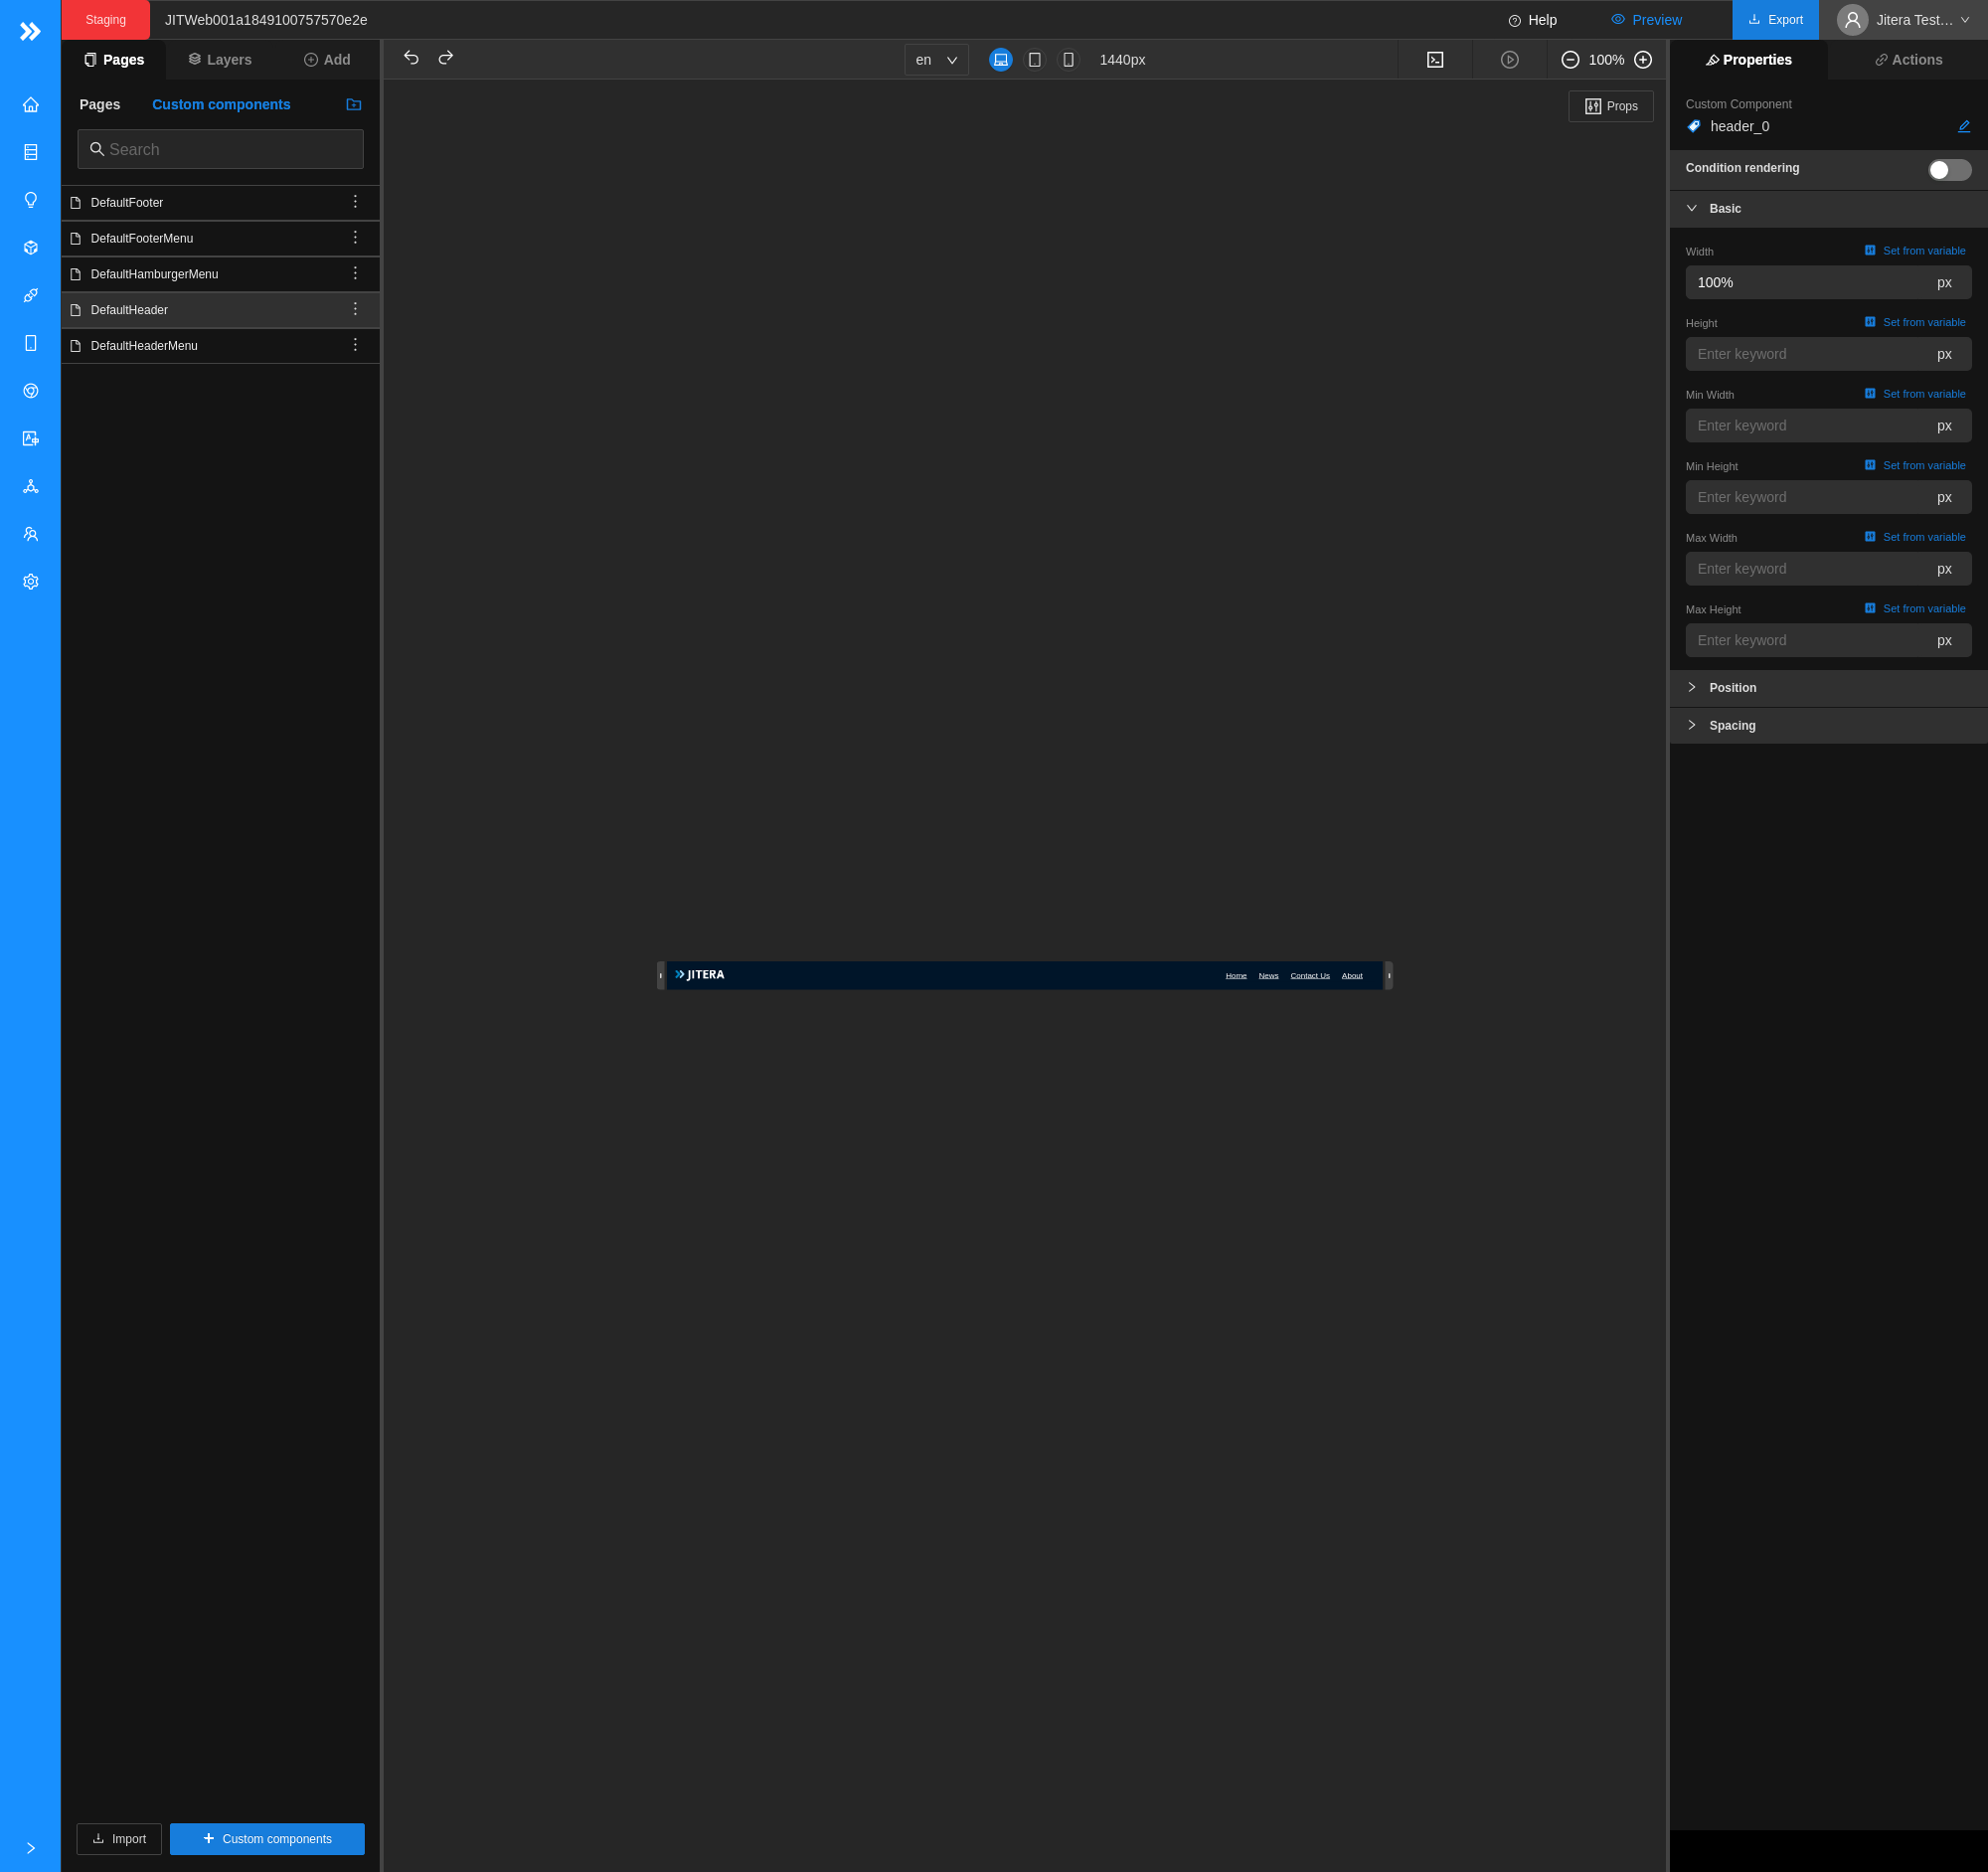 Staging
JITWeb001a1849100757570e2e
Help
Preview
Export
Jitera Test...
Pages
Layers
Add
en
1440px
100%
Properties
Actions
Pages
Custom components
Search
DefaultFooter
DefaultFooterMenu
DefaultHamburgerMenu
DefaultHeader
DefaultHeaderMenu
Import
Custom components
Props
JITERA
Home
News
Contact Us
About
Custom Component
header_0
Condition rendering
Basic
Width
Set from variable
100%
px
Height
Set from variable
Enter keyword
px
Min Width
Set from variable
Enter keyword
px
Min Height
Set from variable
Enter keyword
px
Max Width
Set from variable
Enter keyword
px
Max Height
Set from variable
Enter keyword
px
Position
Spacing